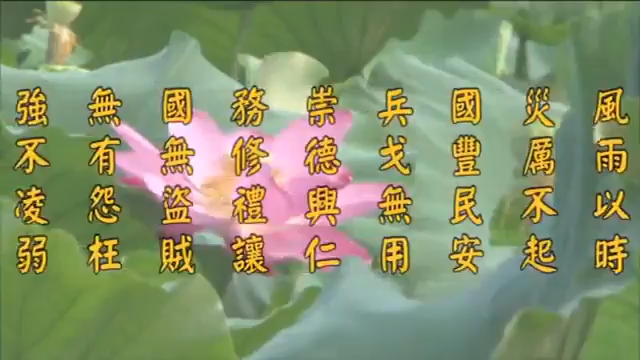 風雨以時
災厲不起
國豐民安
兵戈無用
崇德興仁
務修禮讓
國無盜賊
無有怨枉
強不凌弱